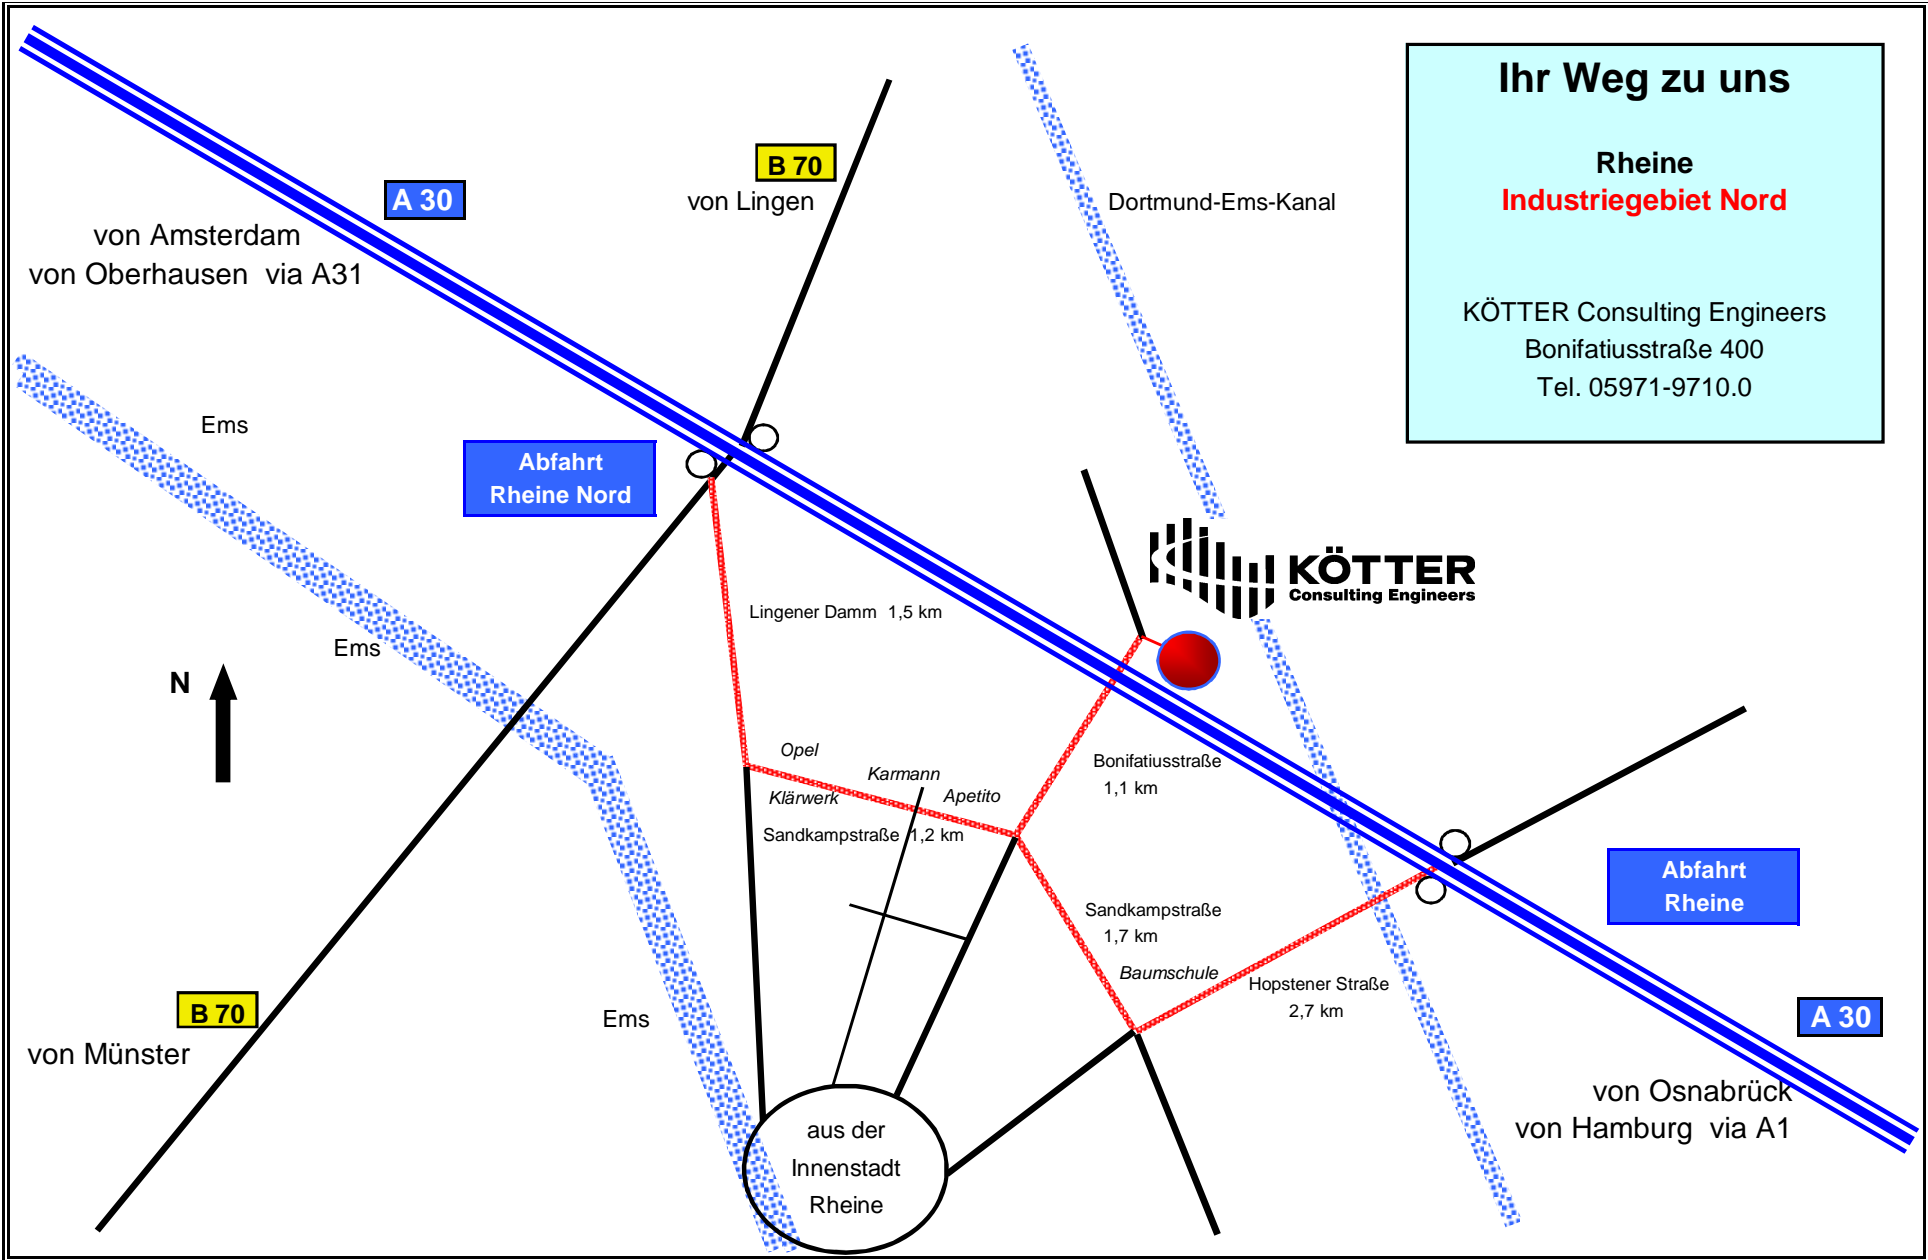 Ihr Weg zu uns
Rheine
Industriegebiet Nord
KÖTTER Consulting Engineers
Bonifatiusstraße 400
Tel. 05971-9710.0
B 70
von Lingen
A 30
von Amsterdam
von Oberhausen via A31
Dortmund-Ems-Kanal
Ems
Abfahrt
Rheine Nord
KÖTTER
Consulting Engineers
Lingener Damm 1,5 km
Ems
N
Opel
Karmann
Klärwerk
Apetito
Sandkampstraße 1,2 km
Bonifatiusstraße
1,1 km
Abfahrt
Rheine
Sandkampstraße
1,7 km
Baumschule
Hopstener Straße
2,7 km
B 70
von Münster
Ems
A 30
von Osnabrück
von Hamburg via A1
aus der
Innenstadt
Rheine